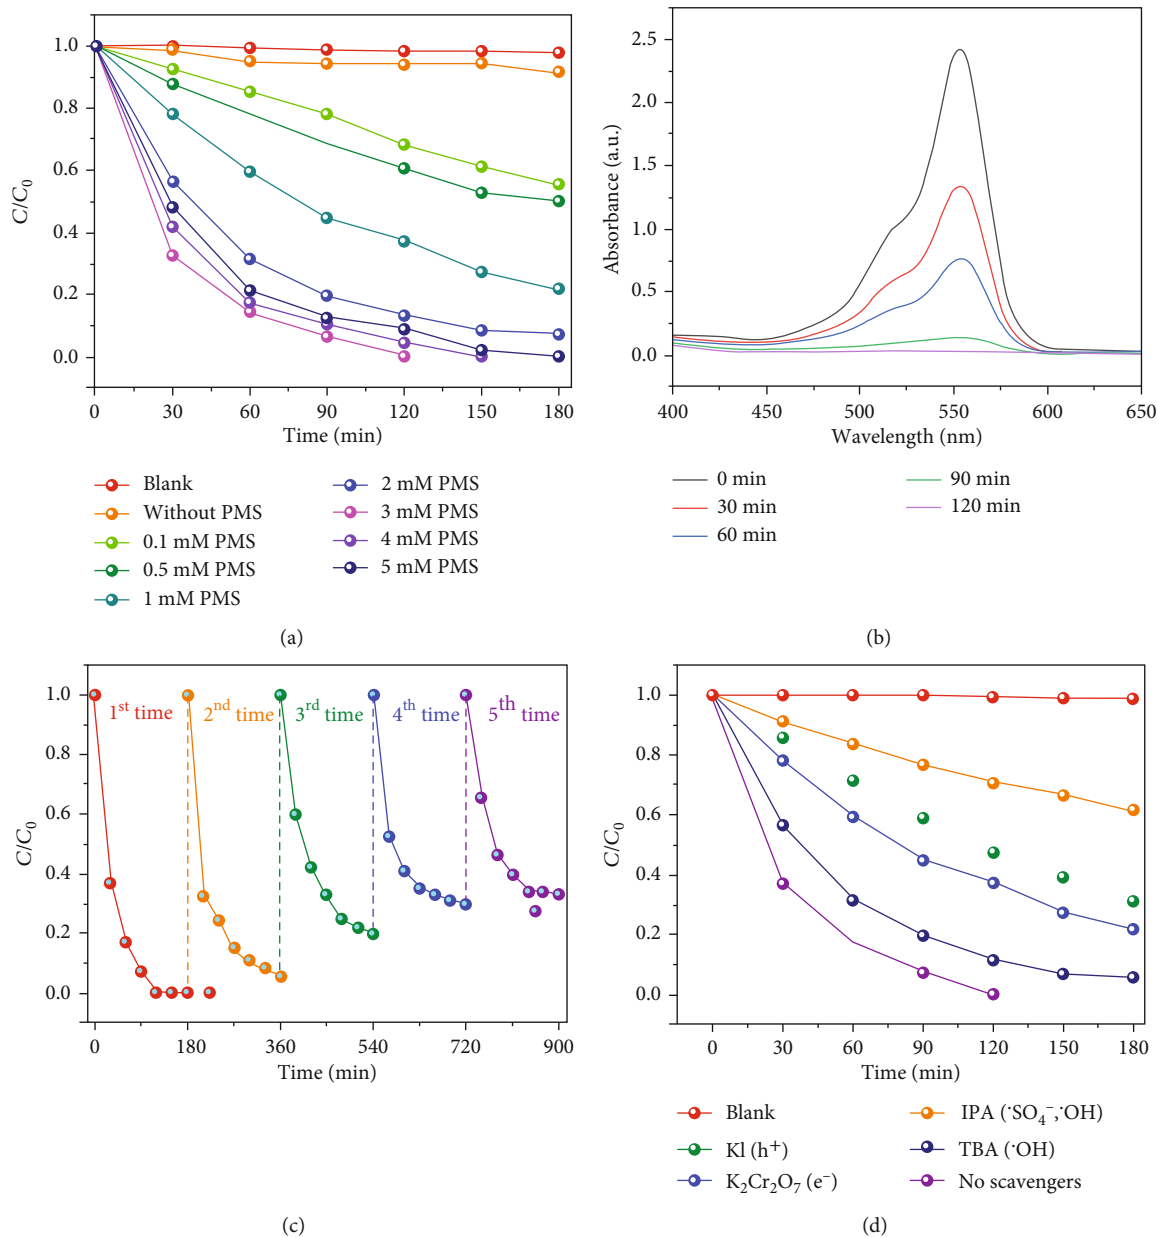 1.0
0.8
0.6
0.4
0.2
0.0
C/C₀
0 30 60 90 120 150 180
Time (min)
Blank
Without PMS
0.1 mM PMS
0.5 mM PMS
1 mM PMS
2 mM PMS
3 mM PMS
4 mM PMS
5 mM PMS
(a)
2.5
2.0
1.5
1.0
0.5
0.0
Absorbance (a.u.)
400 450 500 550 600 650
Wavelength (nm)
0 min
30 min
60 min
90 min
120 min
(b)
1.0
0.8
0.6
0.4
0.2
0.0
C/C₀
1st time
2nd time
3rd time
4th time
5th time
0 180 360 540 720 900
Time (min)
(c)
1.0
0.8
0.6
0.4
0.2
0.0
C/C₀
0 30 60 90 120 150 180
Time (min)
Blank
Kl (h⁺)
K₂Cr₂O₇ (e⁻)
IPA (˙SO₄⁻,˙OH)
TBA (˙OH)
No scavengers
(d)